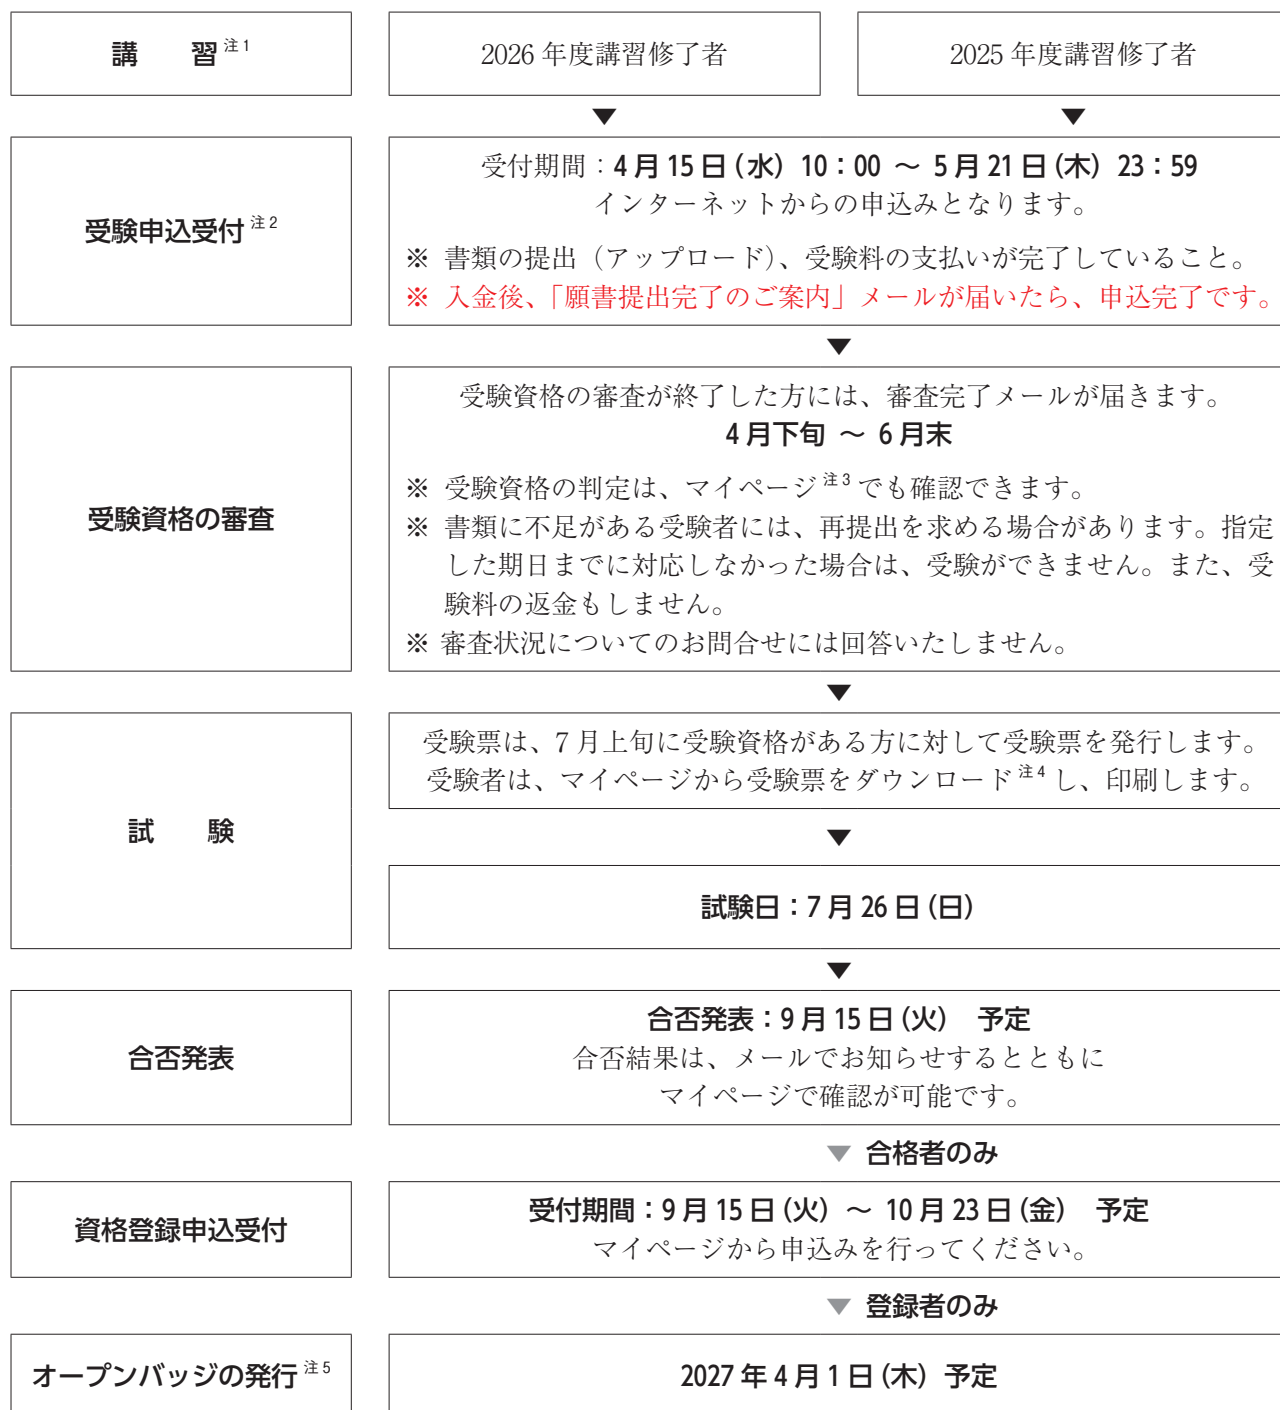 講　習 注1
2026年度講習修了者
2025年度講習修了者
▼ ▼
受験申込受付 注2
受付期間：4月15日（水）10：00 ～ 5月21日（木）23：59
インターネットからの申込みとなります。
※ 書類の提出（アップロード）、受験料の支払いが完了していること。
※ 入金後、「願書提出完了のご案内」メールが届いたら、申込完了です。
▼
受験資格の審査
受験資格の審査が終了した方には、審査完了メールが届きます。
4月下旬 ～ 6月末
※ 受験資格の判定は、マイページ 注3 でも確認できます。
※ 書類に不足がある受験者には、再提出を求める場合があります。指定
した期日までに対応しなかった場合は、受験ができません。また、受
験料の返金もしません。
※ 審査状況についてのお問合せには回答いたしません。
▼
試　験
受験票は、7月上旬に受験資格がある方に対して受験票を発行します。
受験者は、マイページから受験票をダウンロード 注4 し、印刷します。
▼
試験日：7月26日（日）
▼
合否発表
合否発表：9月15日（火）　予定
合否結果は、メールでお知らせするとともに
マイページで確認が可能です。
▼ 合格者のみ
資格登録申込受付
受付期間：9月15日（火）～ 10月23日（金）　予定
マイページから申込みを行ってください。
▼ 登録者のみ
オープンバッジの発行 注5
2027年4月1日（木）予定